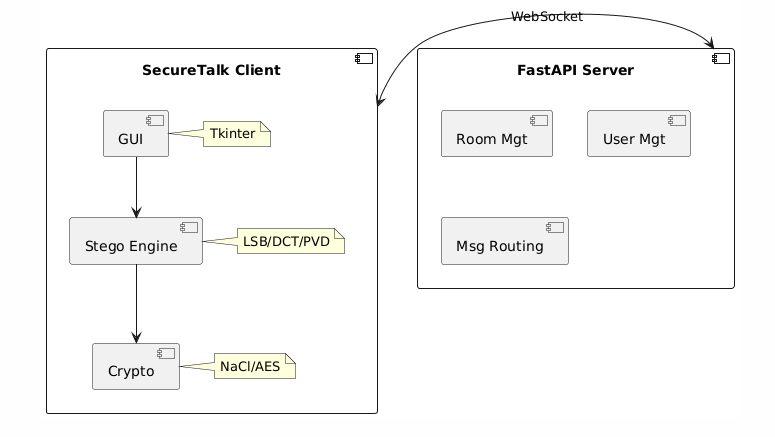 WebSocket
SecureTalk Client
GUI
Tkinter
Stego Engine
LSB/DCT/PVD
Crypto
NaCl/AES
FastAPI Server
Room Mgt
User Mgt
Msg Routing